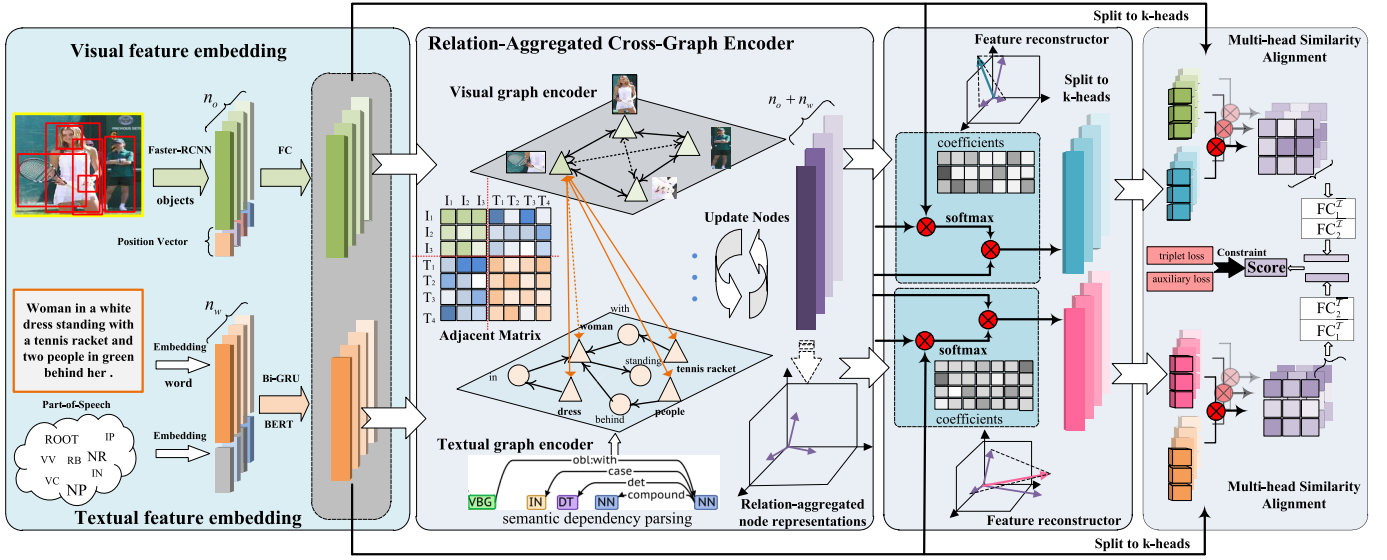 Split to k-heads
Visual feature embedding
n_o
Faster-RCNN
objects
FC
Position Vector
Woman in a white
dress standing with
a tennis racket and
two people in green
behind her .
n_w
Embedding
word
Bi-GRU
BERT
Part-of-Speech
ROOT
IP
VV
RB
NR
IN
VC
NP
Embedding
Textual feature embedding
Relation-Aggregated Cross-Graph Encoder
Visual graph encoder
n_o + n_w
I₁ I₂ I₃ T₁ T₂ T₃ T₄
I₁
I₂
I₃
T₁
T₂
T₃
T₄
Adjacent Matrix
Update Nodes
with
woman
standing
tennis racket
in
dress
behind
people
Textual graph encoder
obl:with
case
det
compound
VBG
IN
DT
NN
NN
semantic dependency parsing
Relation-aggregated
node representations
Feature reconstructor
Split to
k-heads
coefficients
softmax
softmax
coefficients
Feature reconstructor
Multi-head Similarity
Alignment
FC₁ᴵ
FC₂ᴵ
triplet loss
auxiliary loss
Constraint
Score
Multi-head Similarity
Alignment
Split to k-heads